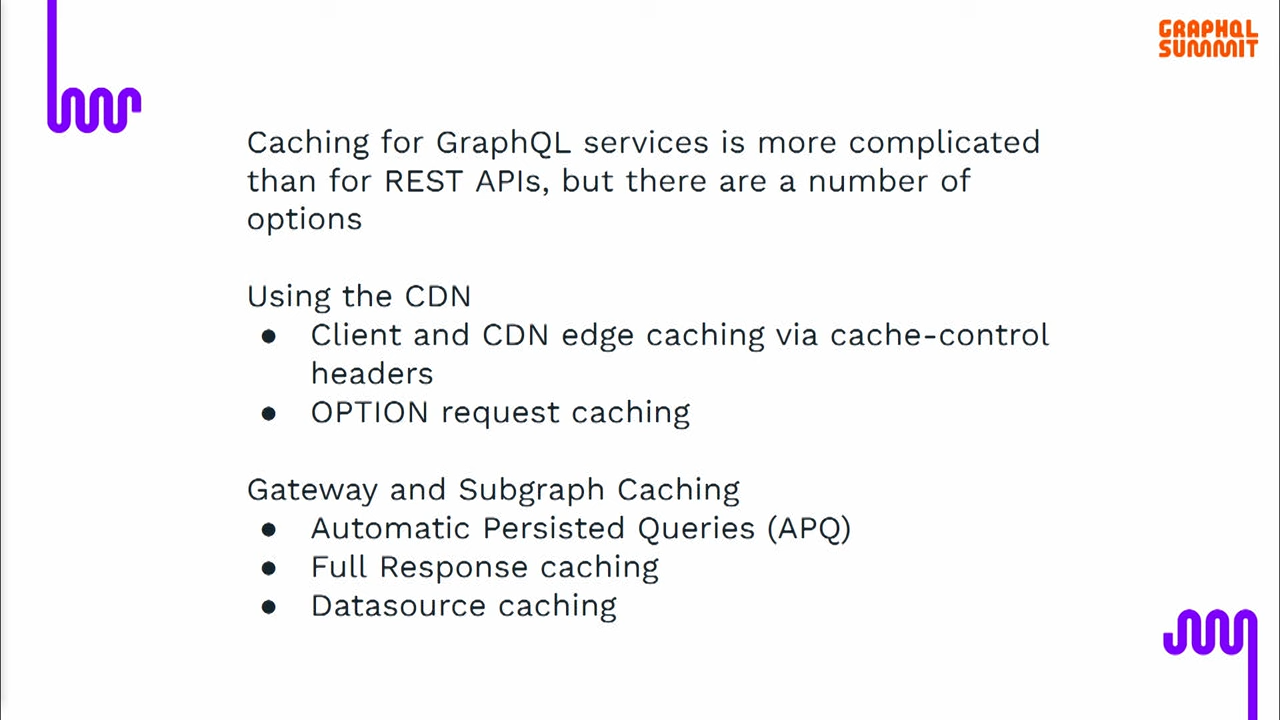 GRAPHQL
SUMMIT
Caching for GraphQL services is more complicated
than for REST APIs, but there are a number of
options
Using the CDN
● Client and CDN edge caching via cache-control
headers
● OPTION request caching
Gateway and Subgraph Caching
● Automatic Persisted Queries (APQ)
● Full Response caching
● Datasource caching